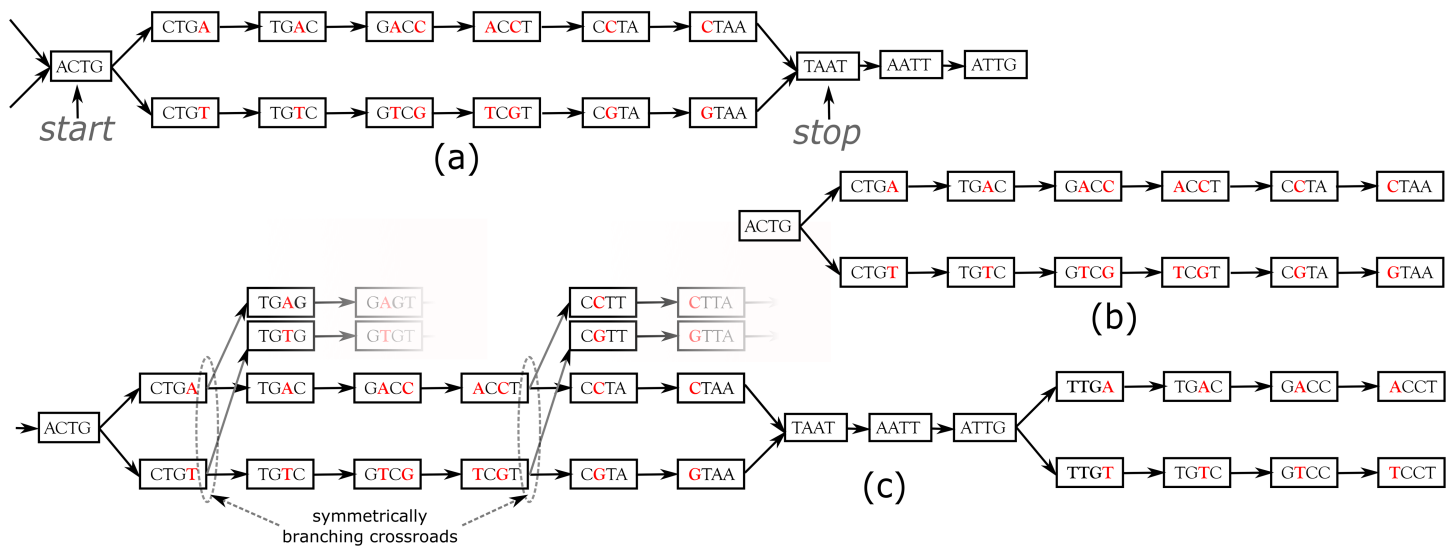 CTGA TGAC GACC ACCT CCTA CTAA
ACTG TAAT AATT ATTG
CTGT TGTC GTCG TCGT CGTA GTAA
start stop
(a)
CTGA TGAC GACC ACCT CCTA CTAA
ACTG
CTGT TGTC GTCG TCGT CGTA GTAA
(b)
TGAG GAGT CCTT CTTA
TGTG GTGT CGTT GTTA
CTGA TGAC GACC ACCT CCTA CTAA TTGA TGAC GACC ACCT
ACTG TAAT AATT ATTG
CTGT TGTC GTCG TCGT CGTA GTAA TTGT TGTC GTCC TCCT
(c)
symmetrically
branching crossroads